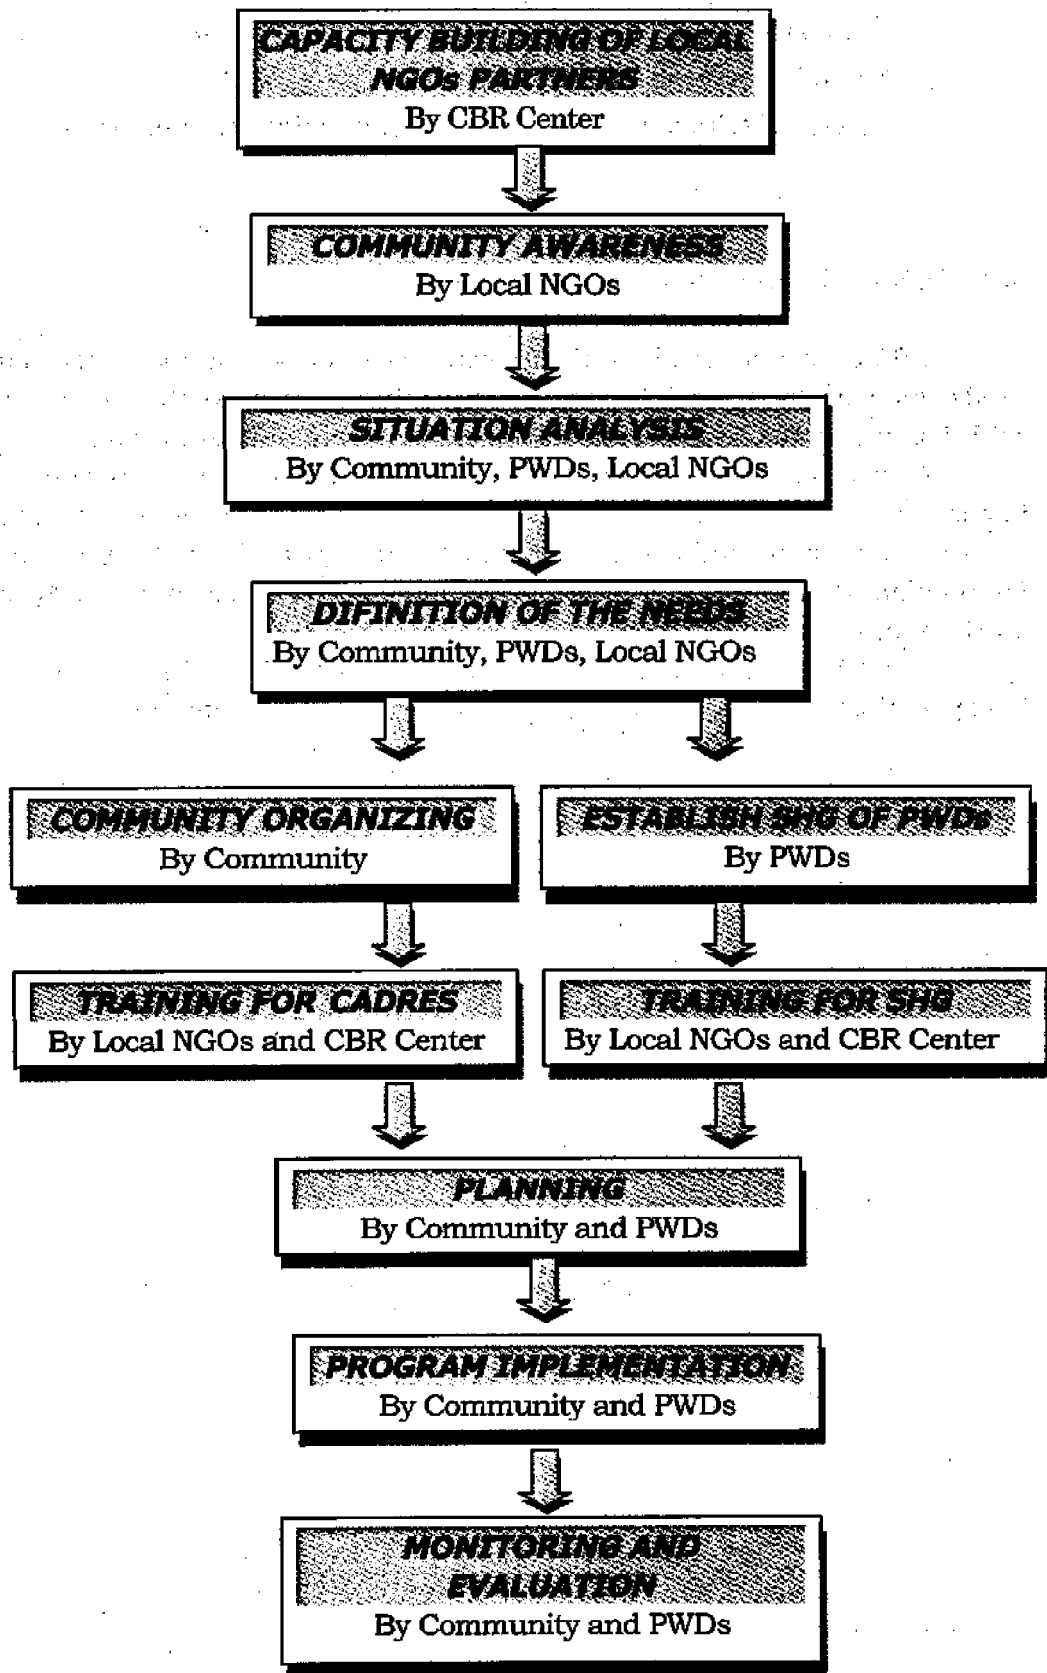 CAPACITY BUILDING OF LOCAL
NGOs PARTNERS
By CBR Center
COMMUNITY AWARENESS
By Local NGOs
SITUATION ANALYSIS
By Community, PWDs, Local NGOs
DIFINITION OF THE NEEDS
By Community, PWDs, Local NGOs
COMMUNITY ORGANIZING
By Community
ESTABLISH SHG OF PWDs
By PWDs
TRAINING FOR CADRES
By Local NGOs and CBR Center
TRAINING FOR SHG
By Local NGOs and CBR Center
PLANNING
By Community and PWDs
PROGRAM IMPLEMENTATION
By Community and PWDs
MONITORING AND
EVALUATION
By Community and PWDs